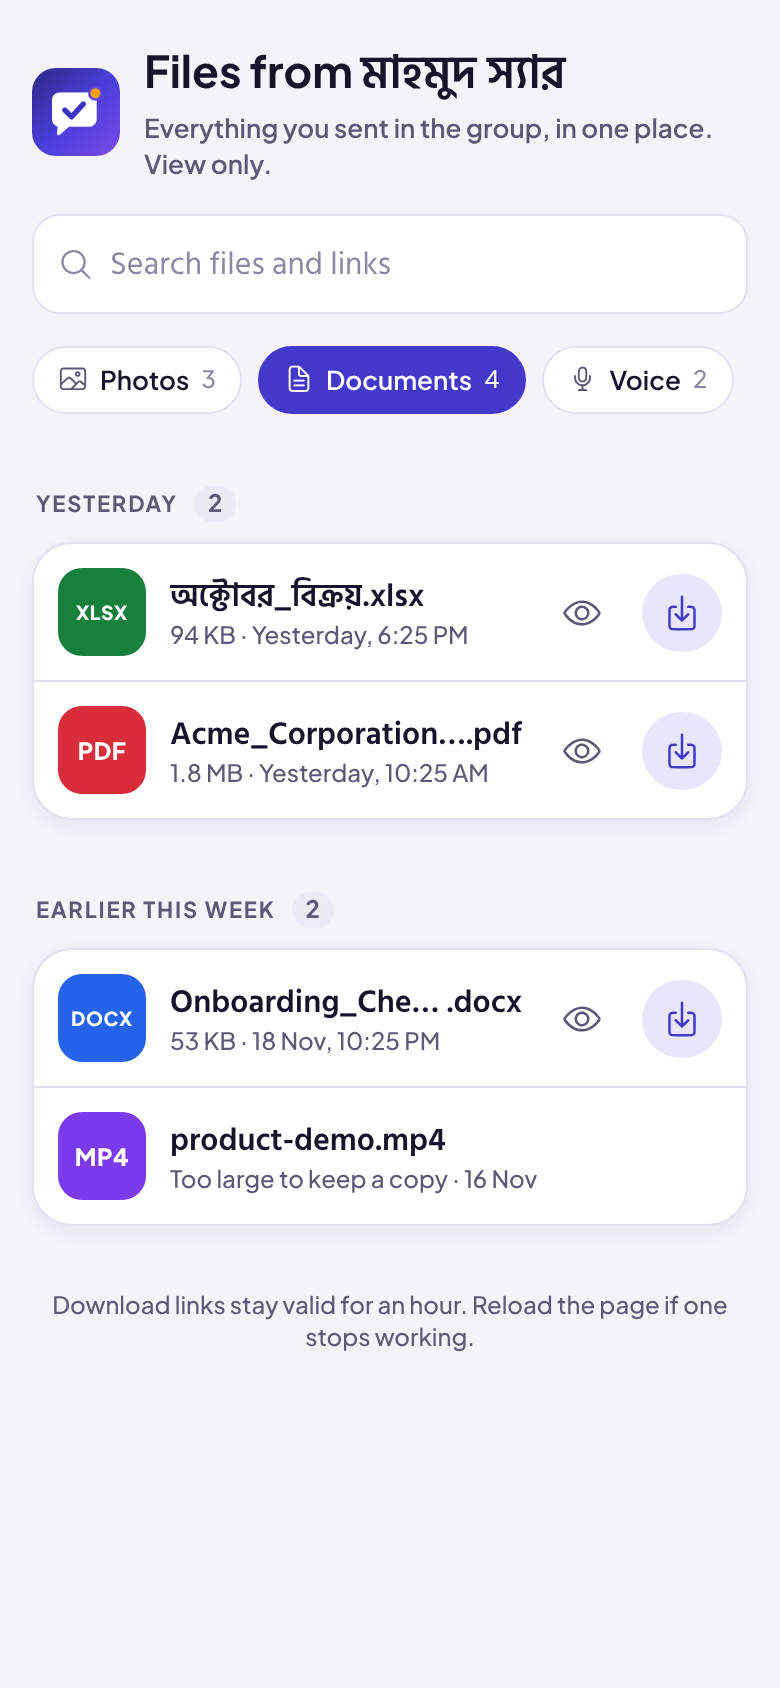 Files from মাহমুদ স্যার
Everything you sent in the group, in one place.
View only.
Search files and links
Photos 3
Documents 4
Voice 2
YESTERDAY 2
XLSX
অক্টোবর_বিক্রয়.xlsx
94 KB · Yesterday, 6:25 PM
PDF
Acme_Corporation….pdf
1.8 MB · Yesterday, 10:25 AM
EARLIER THIS WEEK 2
DOCX
Onboarding_Che… .docx
53 KB · 18 Nov, 10:25 PM
MP4
product-demo.mp4
Too large to keep a copy · 16 Nov
Download links stay valid for an hour. Reload the page if one
stops working.